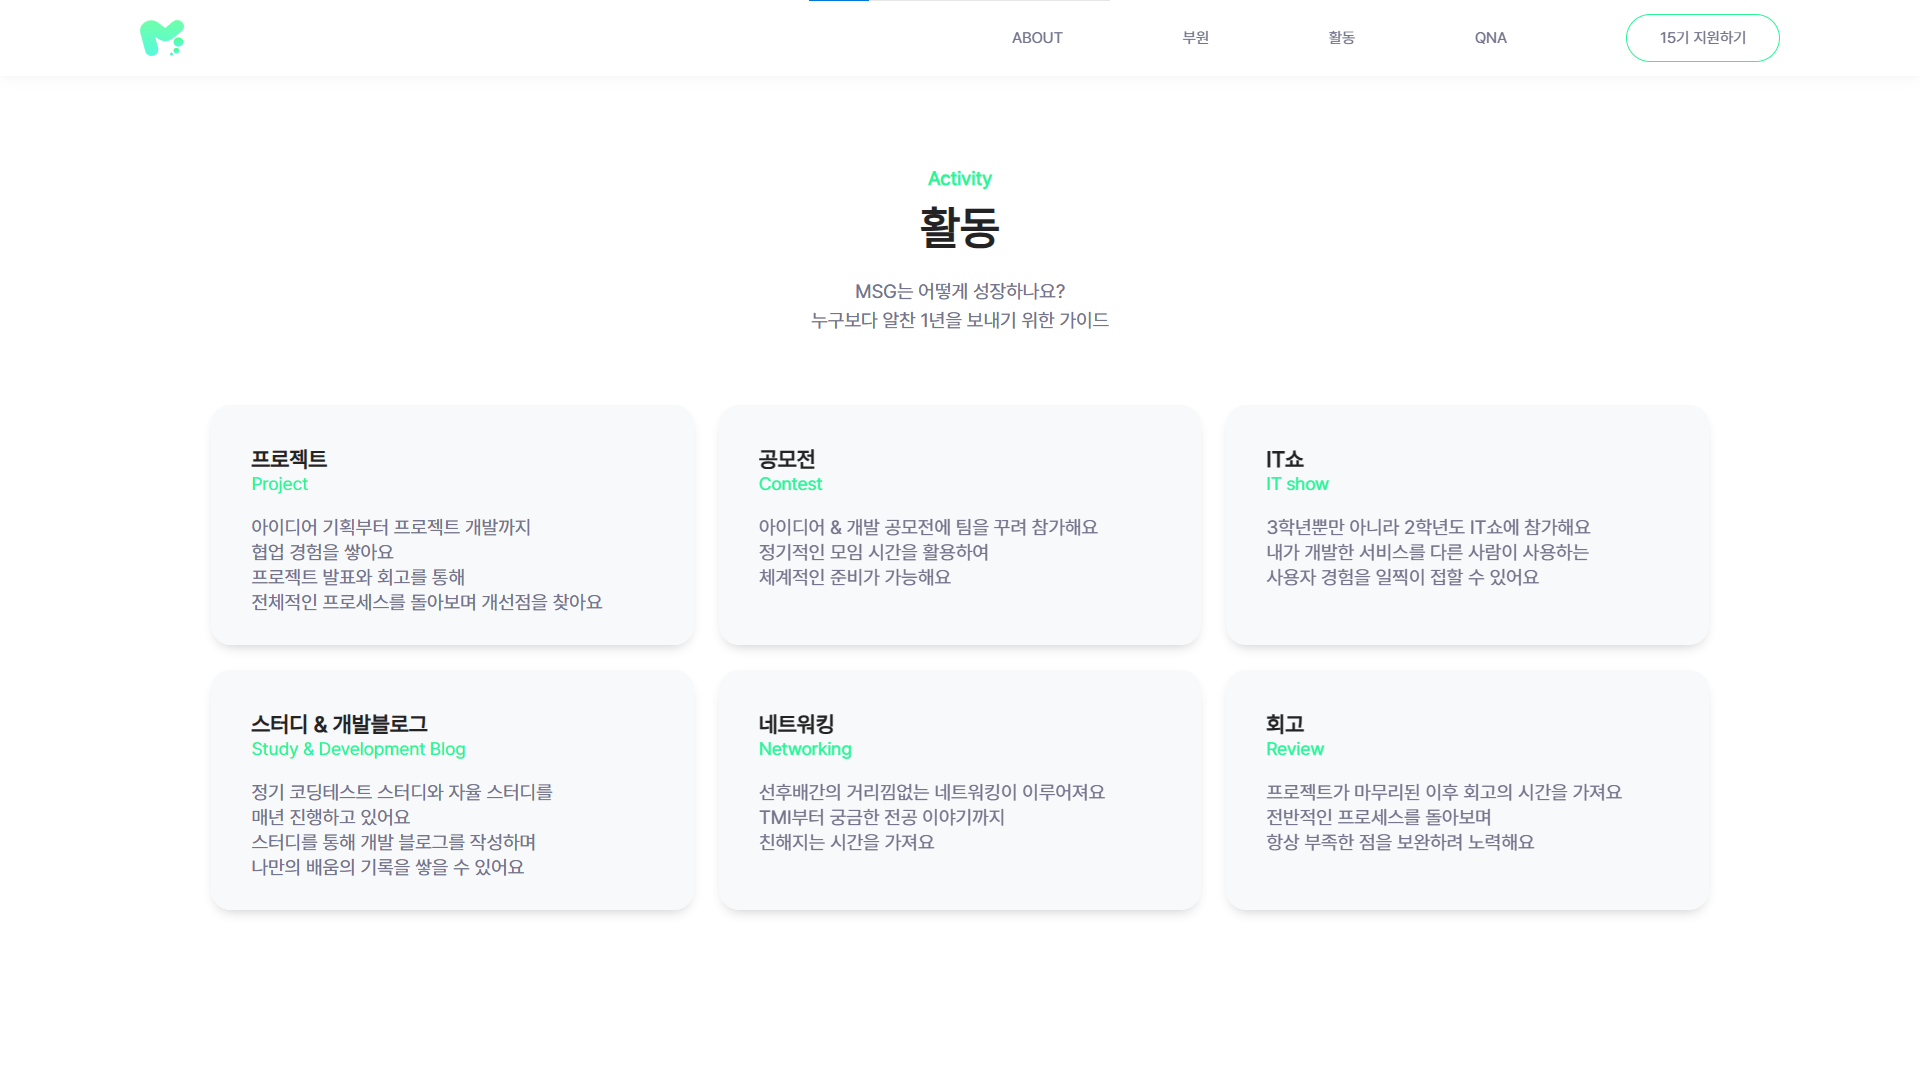 ABOUT
부원
활동
QNA
15기 지원하기
Activity
활동
MSG는 어떻게 성장하나요?
누구보다 알찬 1년을 보내기 위한 가이드
프로젝트
Project
아이디어 기획부터 프로젝트 개발까지
협업 경험을 쌓아요
프로젝트 발표와 회고를 통해
전체적인 프로세스를 돌아보며 개선점을 찾아요
공모전
Contest
아이디어 & 개발 공모전에 팀을 꾸려 참가해요
정기적인 모임 시간을 활용하여
체계적인 준비가 가능해요
IT쇼
IT show
3학년뿐만 아니라 2학년도 IT쇼에 참가해요
내가 개발한 서비스를 다른 사람이 사용하는
사용자 경험을 일찍이 접할 수 있어요
스터디 & 개발블로그
Study & Development Blog
정기 코딩테스트 스터디와 자율 스터디를
매년 진행하고 있어요
스터디를 통해 개발 블로그를 작성하며
나만의 배움의 기록을 쌓을 수 있어요
네트워킹
Networking
선후배간의 거리낌없는 네트워킹이 이루어져요
TMI부터 궁금한 전공 이야기까지
친해지는 시간을 가져요
회고
Review
프로젝트가 마무리된 이후 회고의 시간을 가져요
전반적인 프로세스를 돌아보며
항상 부족한 점을 보완하려 노력해요